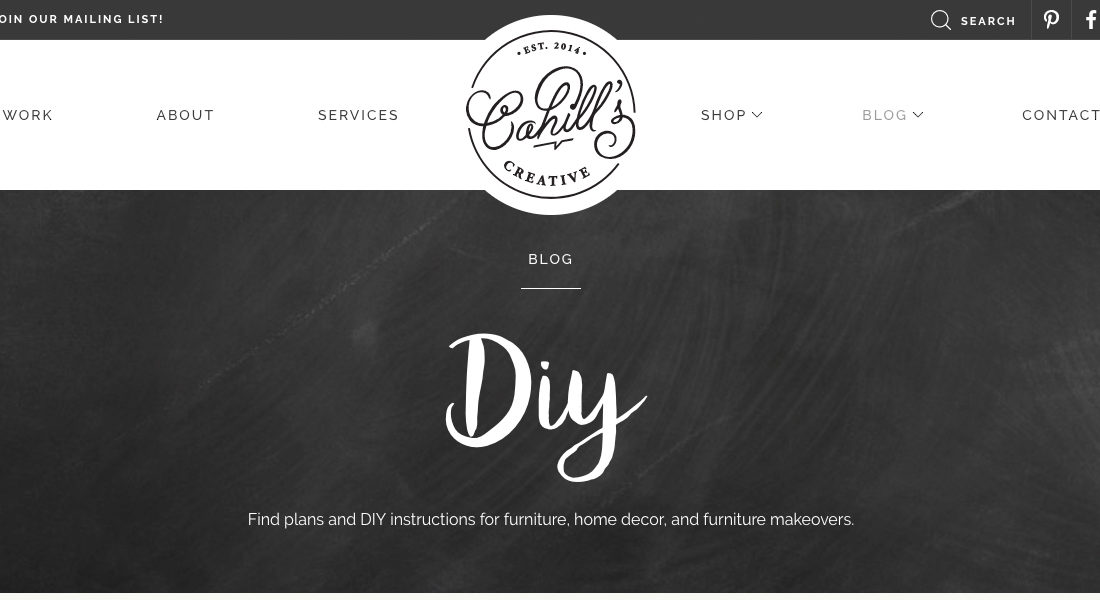 OIN OUR MAILING LIST!
SEARCH
WORK
ABOUT
SERVICES
• EST. 2014 •
Cahill's
CREATIVE
SHOP
BLOG
CONTACT
BLOG
Diy
Find plans and DIY instructions for furniture, home decor, and furniture makeovers.